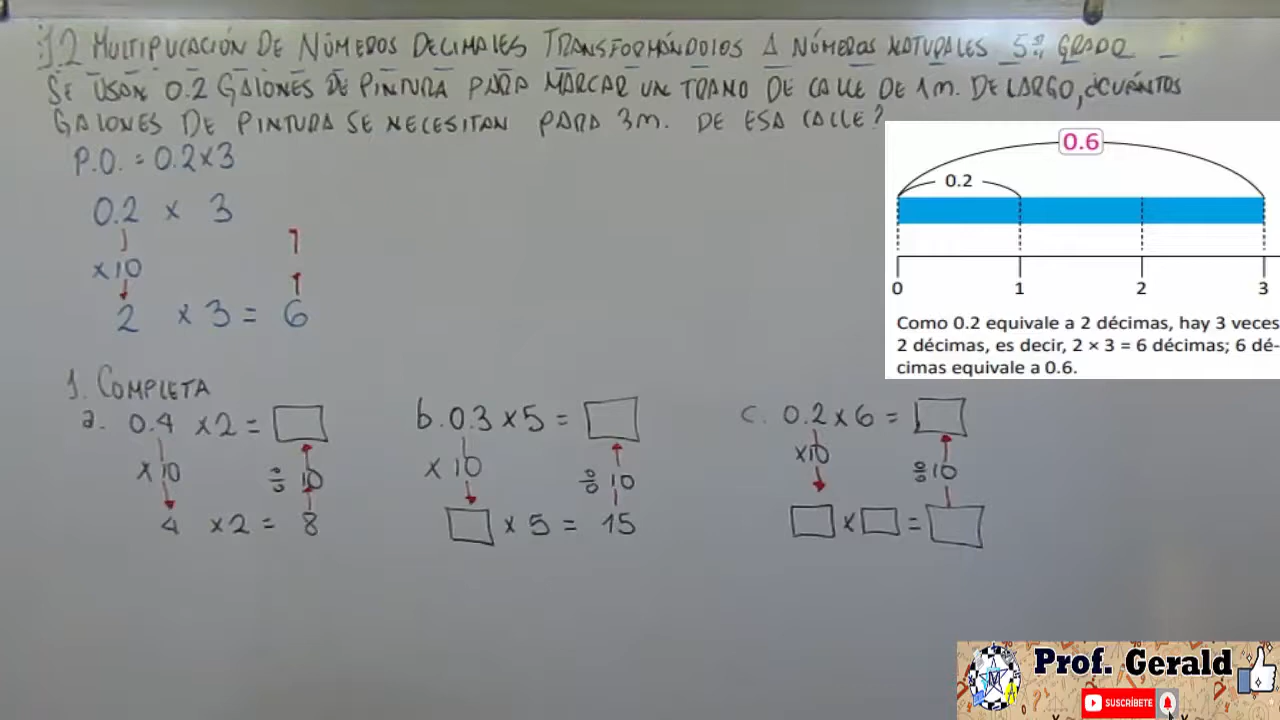 1.2 MULTIPLICACIÓN DE NÚMEROS DECIMALES TRANSFORMÁNDOLOS A NÚMEROS NATURALES 5º GRADO
SE USAN 0.2 GALONES DE PINTURA PARA MARCAR UN TRAMO DE CALLE DE 1m. DE LARGO, ¿CUÁNTOS
GALONES DE PINTURA SE NECESITAN PARA 3m. DE ESA CALLE?
P.O. = 0.2 x 3
0.2 x 3
x10
2 x 3 = 6
0.6
0.2
0 1 2 3
Como 0.2 equivale a 2 décimas, hay 3 veces
2 décimas, es decir, 2 × 3 = 6 décimas; 6 dé-
cimas equivale a 0.6.
1. COMPLETA
a. 0.4 x 2 = b. 0.3 x 5 = c. 0.2 x 6 =
x 10 ÷ 10 x 10 ÷ 10 x10 ÷10
4 x 2 = 8 x 5 = 15 x =
Prof. Gerald
SUSCRÍBETE